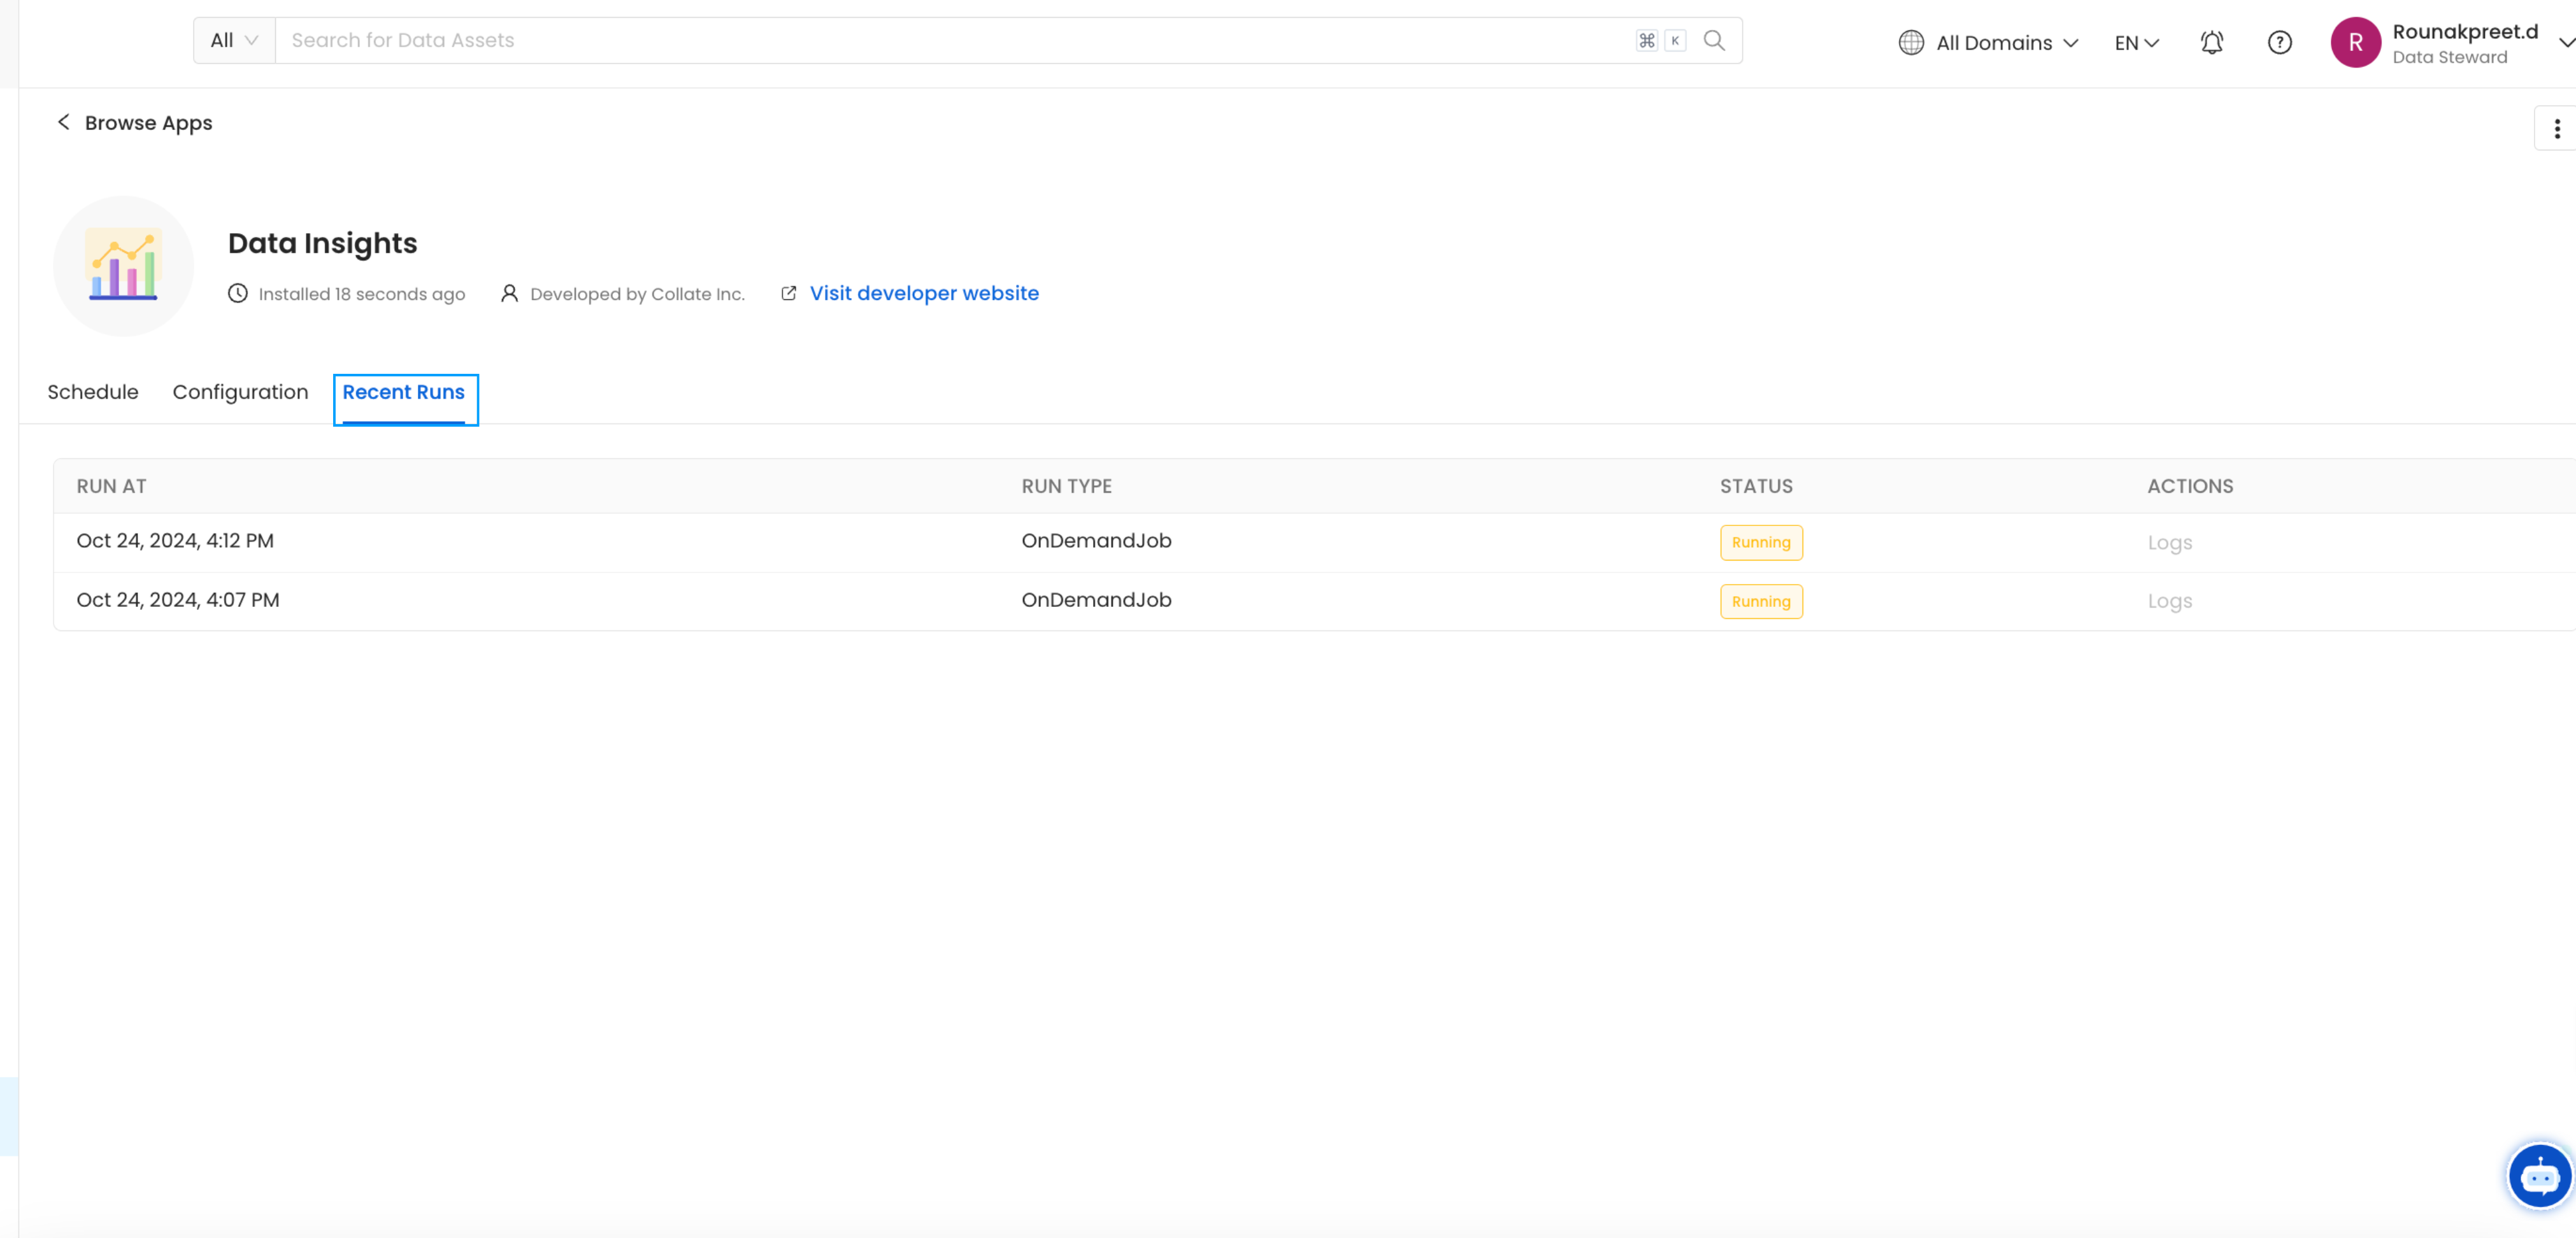 All Search for Data Assets ⌘ K All Domains EN R Rounakpreet.d
Data Steward
Browse Apps
Data Insights
Installed 18 seconds ago Developed by Collate Inc. Visit developer website
Schedule Configuration Recent Runs
RUN AT RUN TYPE STATUS ACTIONS
Oct 24, 2024, 4:12 PM OnDemandJob Running Logs
Oct 24, 2024, 4:07 PM OnDemandJob Running Logs